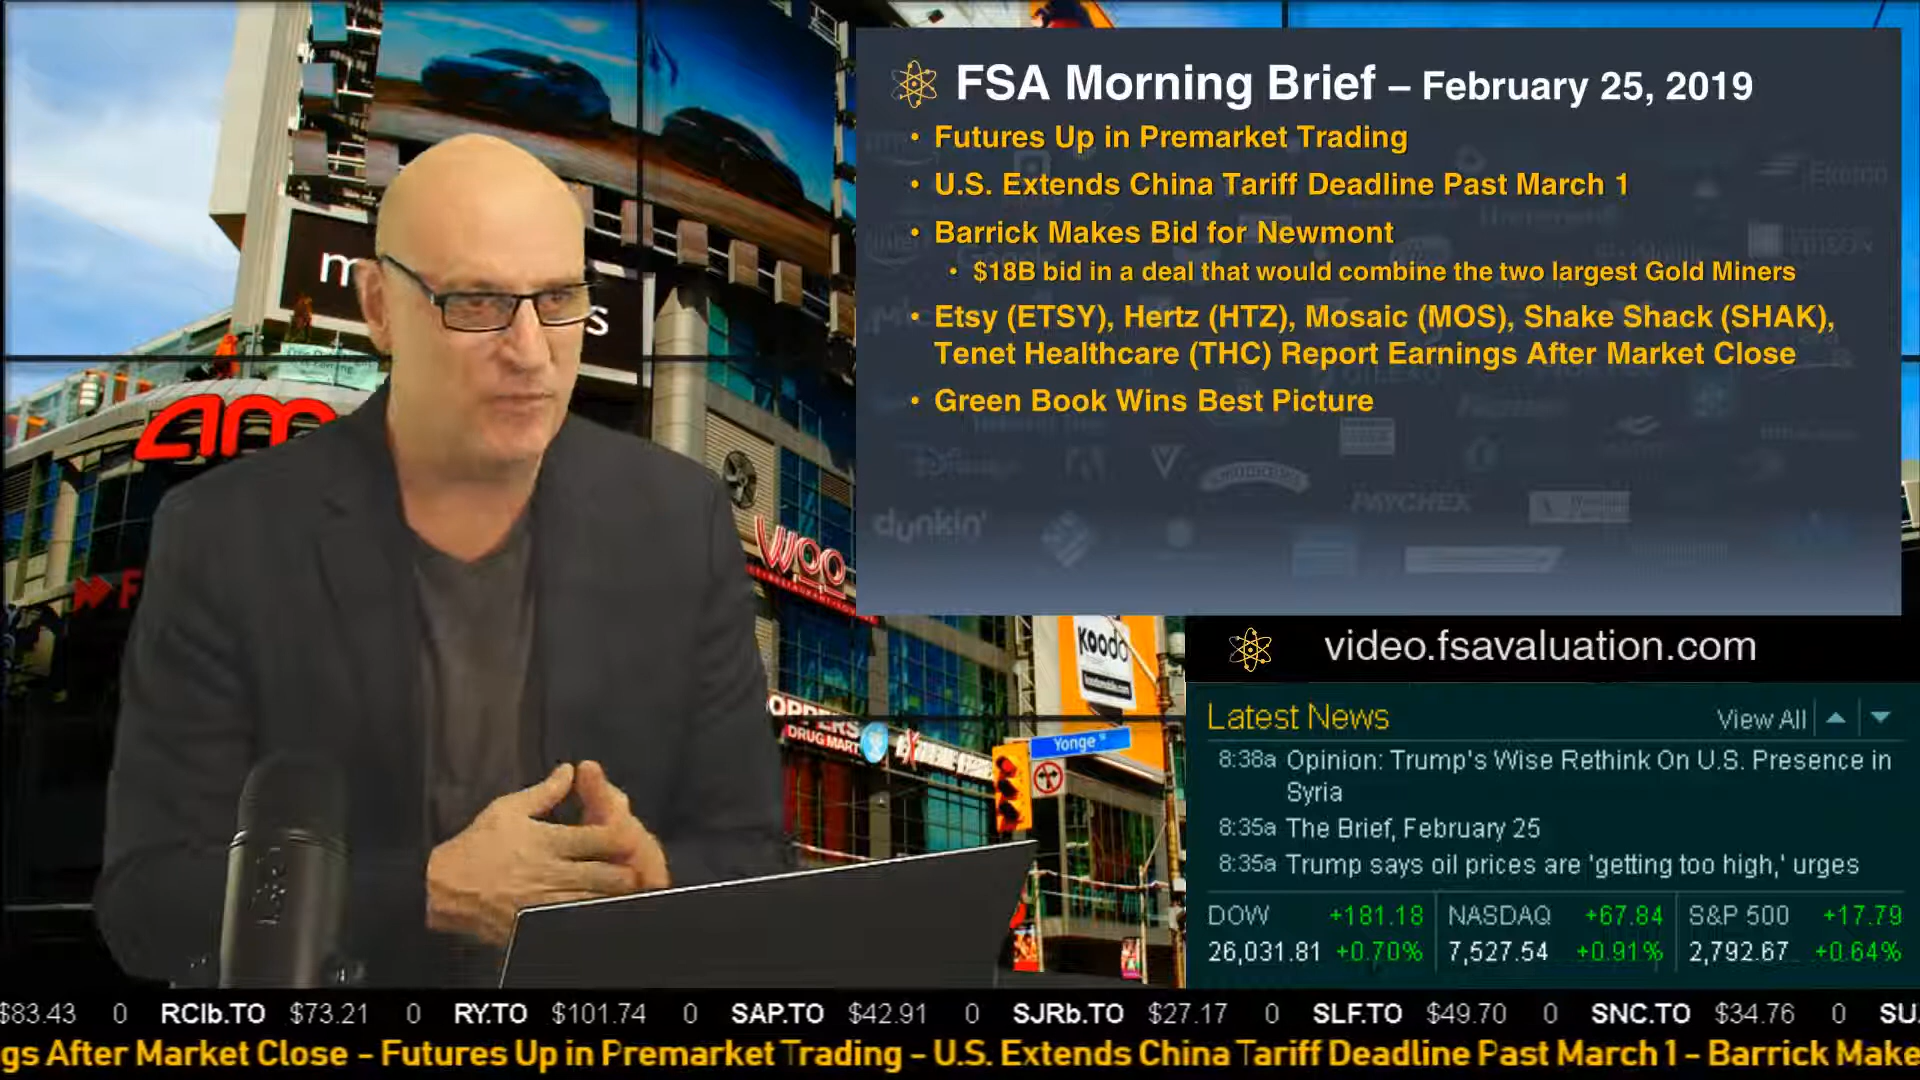 FSA Morning Brief – February 25, 2019
• Futures Up in Premarket Trading
• U.S. Extends China Tariff Deadline Past March 1
• Barrick Makes Bid for Newmont
• $18B bid in a deal that would combine the two largest Gold Miners
• Etsy (ETSY), Hertz (HTZ), Mosaic (MOS), Shake Shack (SHAK),
Tenet Healthcare (THC) Report Earnings After Market Close
• Green Book Wins Best Picture
dunkin'
PAYCHEX
m
s
am
F
WOO
OPPERS
DRUG MART
koodo
koodomobile.com
Yonge St
video.fsavaluation.com
Latest News View All
8:38a Opinion: Trump's Wise Rethink On U.S. Presence in
Syria
8:35a The Brief, February 25
8:35a Trump says oil prices are 'getting too high,' urges
DOW +181.18 NASDAQ +67.84 S&P 500 +17.79
26,031.81 +0.70% 7,527.54 +0.91% 2,792.67 +0.64%
$83.43 0 RCIb.TO $73.21 0 RY.TO $101.74 0 SAP.TO $42.91 0 SJRb.TO $27.17 0 SLF.TO $49.70 0 SNC.TO $34.76 0 SU.
gs After Market Close – Futures Up in Premarket Trading – U.S. Extends China Tariff Deadline Past March 1 – Barrick Make